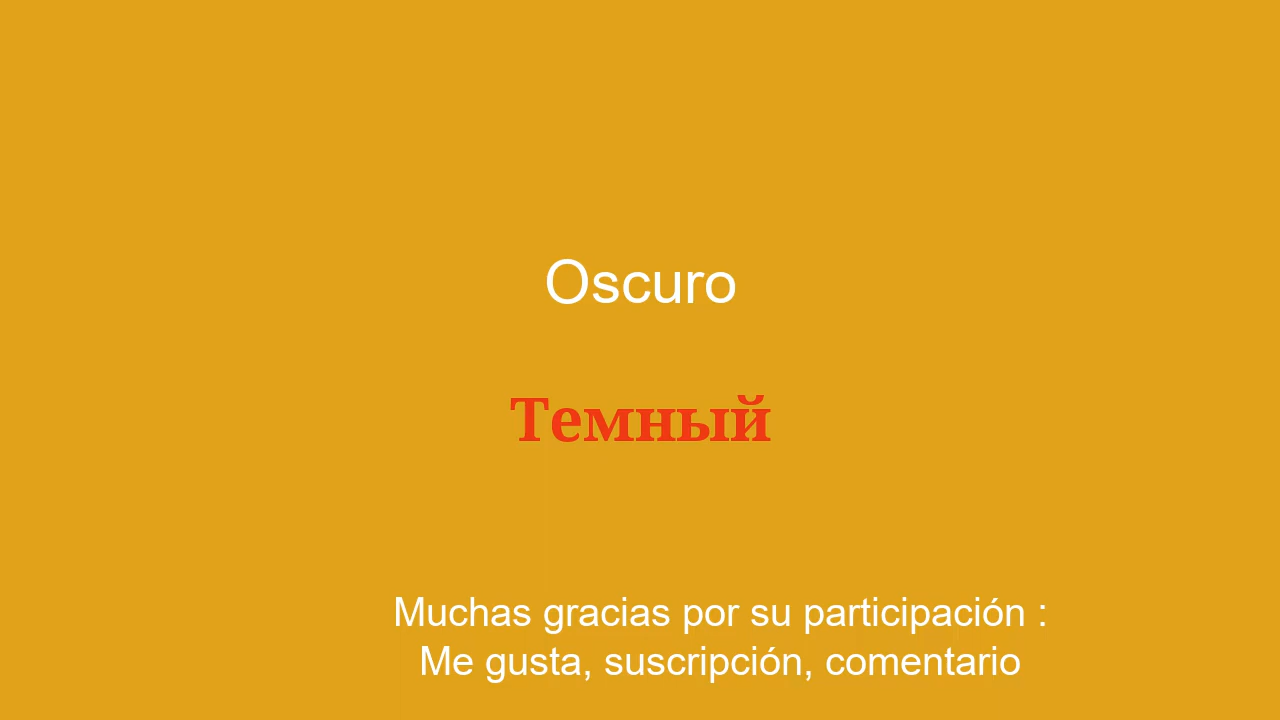 Oscuro
Темный
Muchas gracias por su participación :
Me gusta, suscripción, comentario